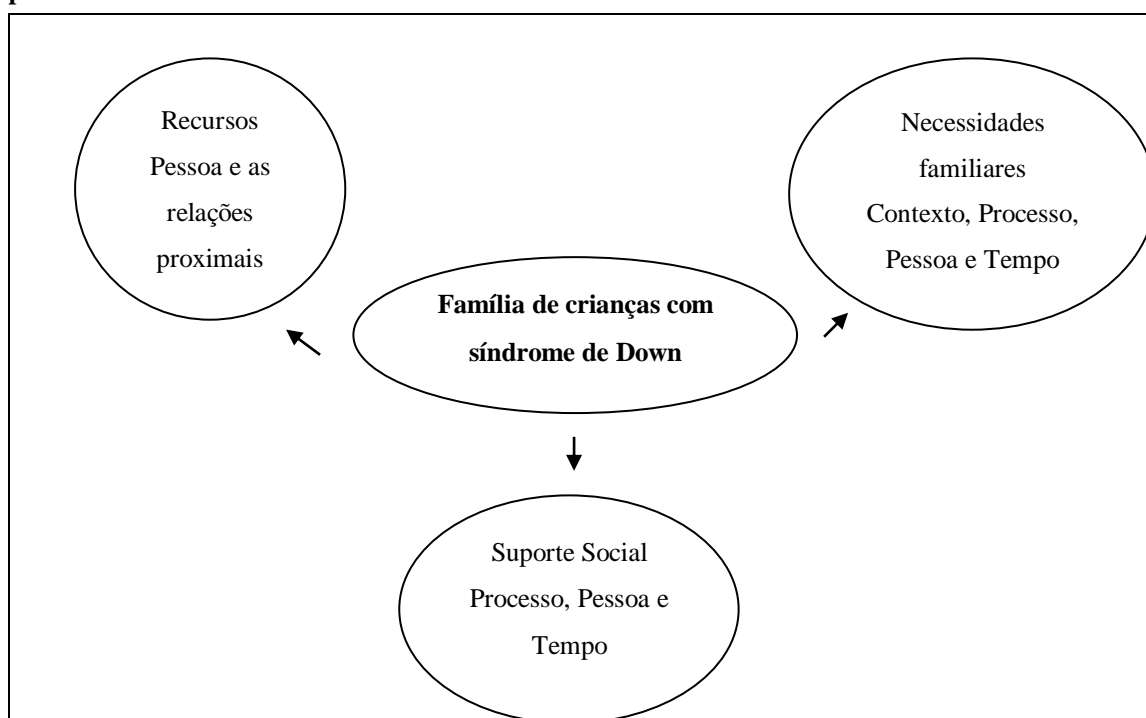 Recursos
Pessoa e as
relações
proximais
Necessidades
familiares
Contexto, Processo,
Pessoa e Tempo
Família de crianças com
síndrome de Down
Suporte Social
Processo, Pessoa e
Tempo